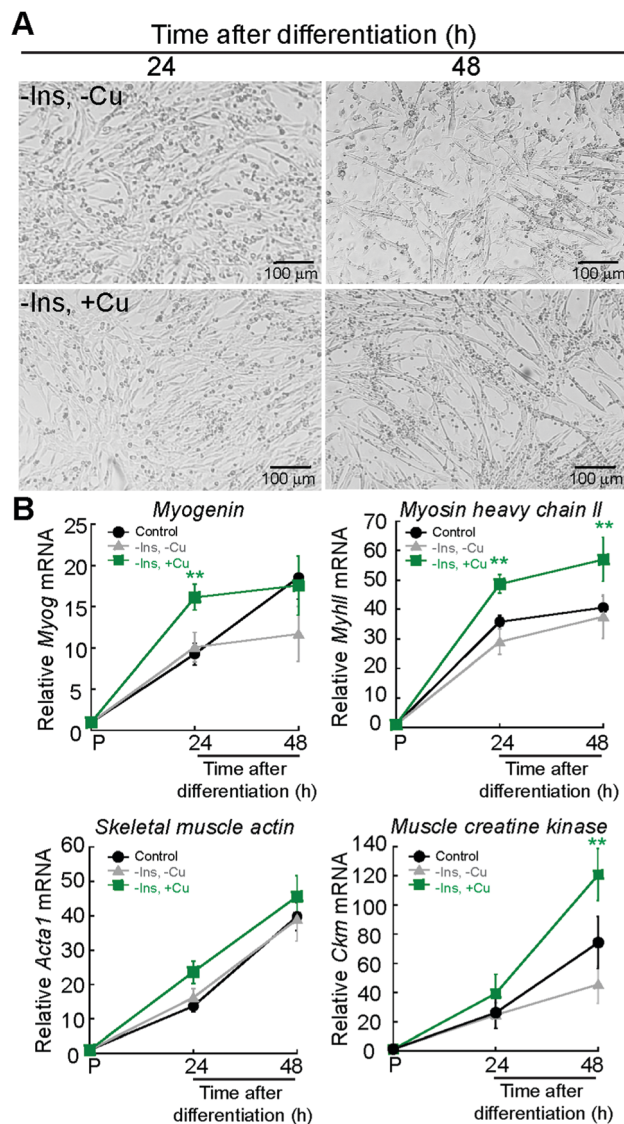 A
Time after differentiation (h)
24 48
-Ins, -Cu
100 µm 100 µm
-Ins, +Cu
100 µm 100 µm
B
Myogenin
Relative Myog mRNA
25
20
15
10
5
0
Control
-Ins, -Cu
-Ins, +Cu
**
P 24 48
Time after
differentiation (h)
Myosin heavy chain II
Relative MyhII mRNA
70
60
50
40
30
20
10
0
Control
-Ins, -Cu
-Ins, +Cu
**
**
P 24 48
Time after
differentiation (h)
Skeletal muscle actin
Relative Acta1 mRNA
60
50
40
30
20
10
0
Control
-Ins, -Cu
-Ins, +Cu
P 24 48
Time after
differentiation (h)
Muscle creatine kinase
Relative Ckm mRNA
140
120
100
80
60
40
20
0
Control
-Ins, -Cu
-Ins, +Cu
**
P 24 48
Time after
differentiation (h)